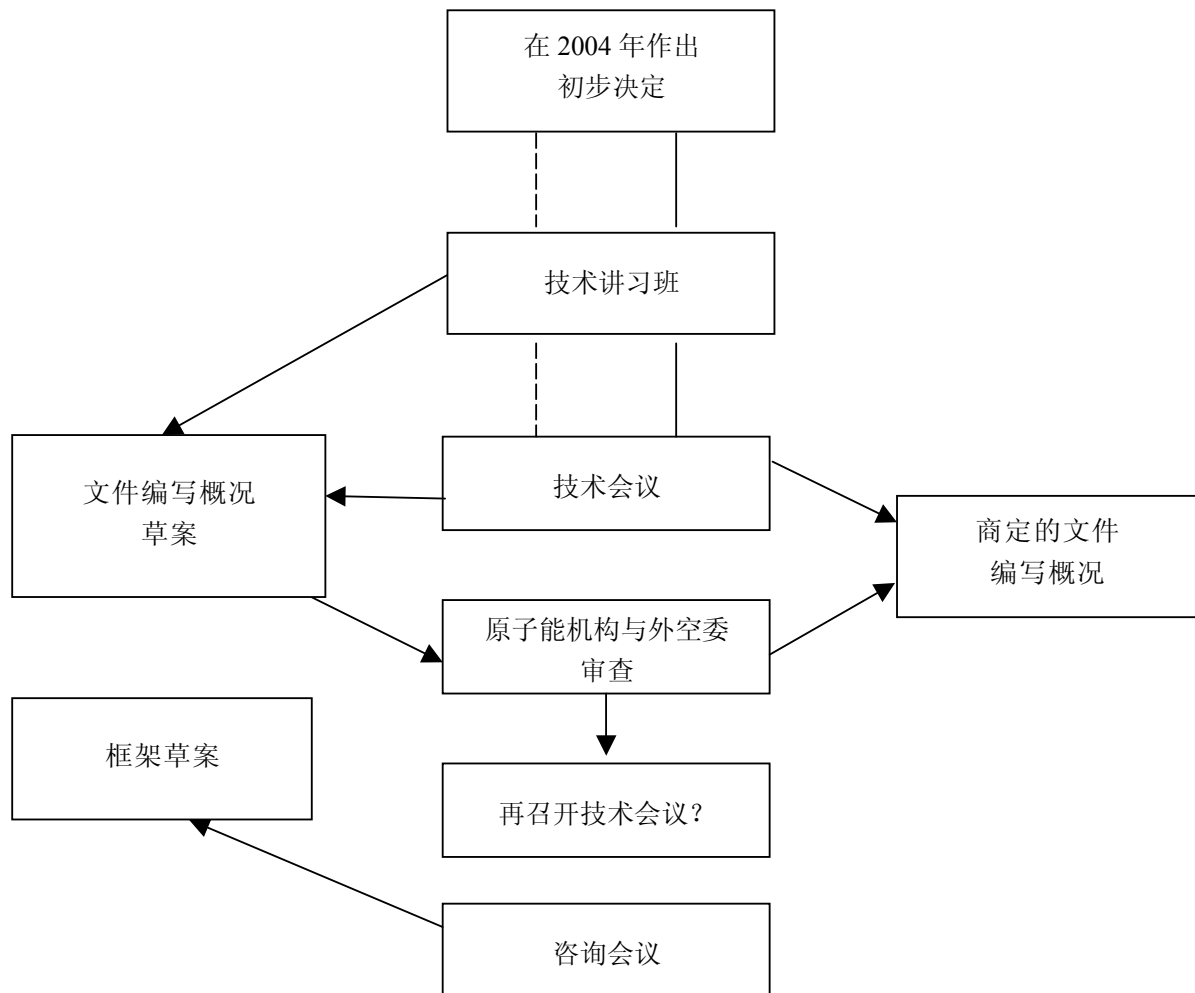 在 2004 年作出
初步决定
技术讲习班
文件编写概况
草案
技术会议
商定的文件
编写概况
原子能机构与外空委
审查
框架草案
再召开技术会议？
咨询会议